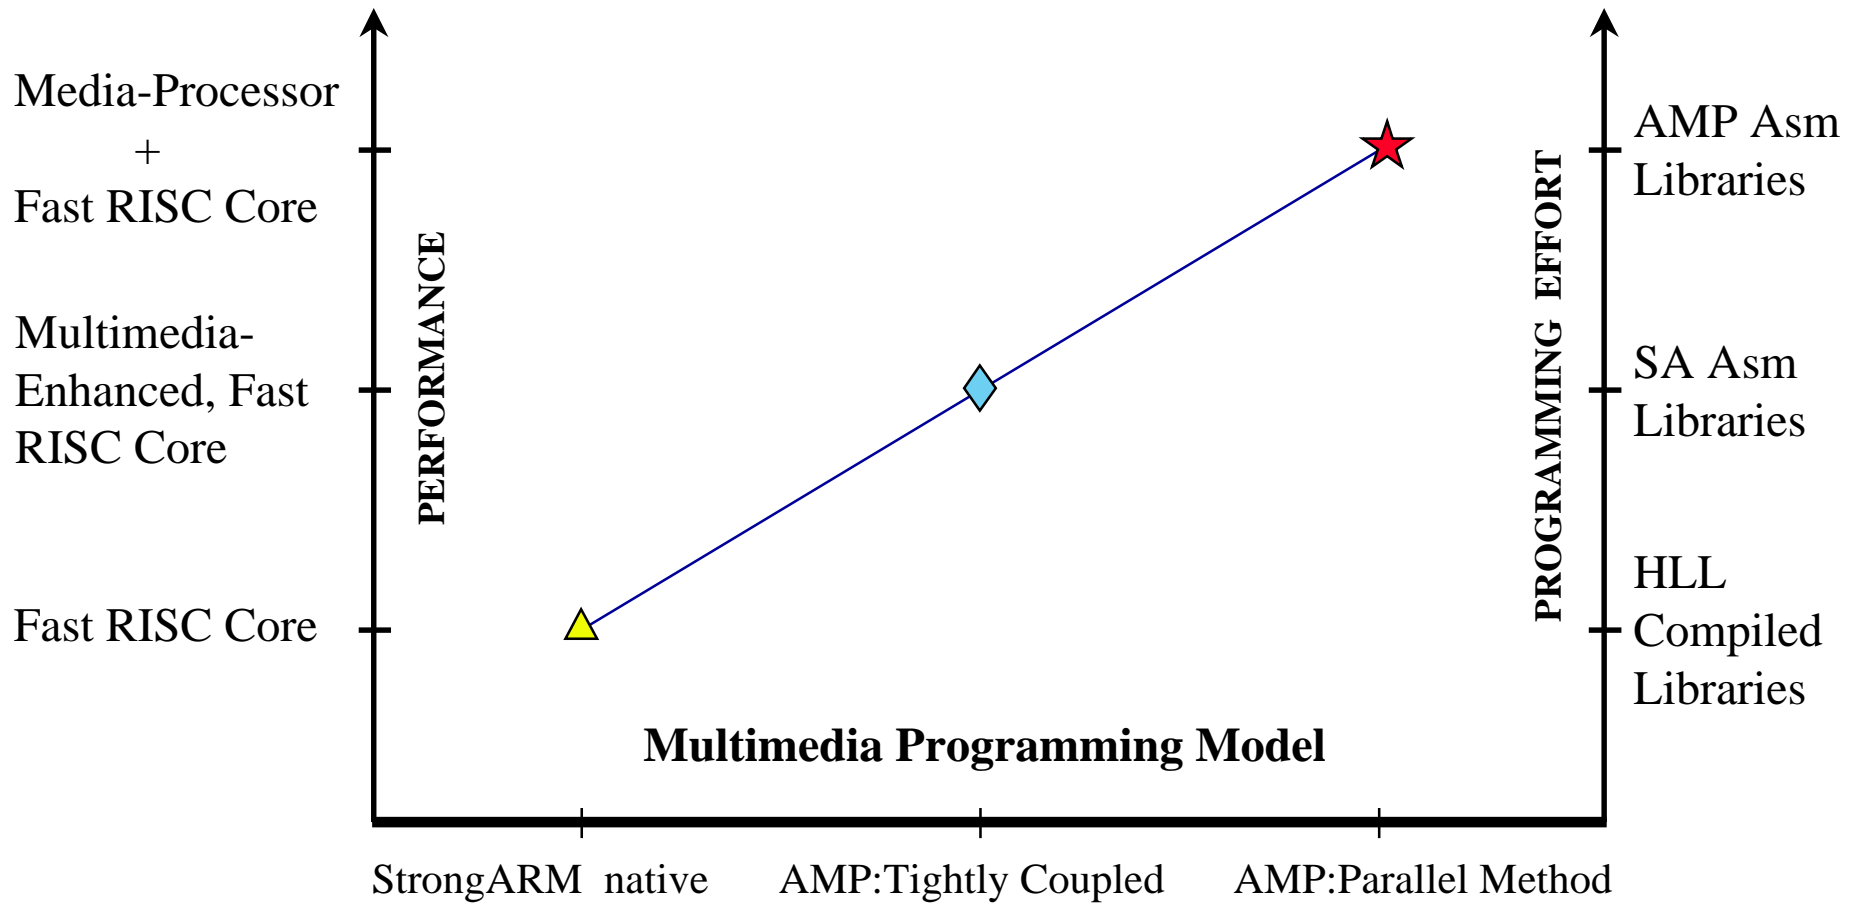 Media-Processor
+
Fast RISC Core
Multimedia-
Enhanced, Fast
RISC Core
Fast RISC Core
PERFORMANCE
PROGRAMMING EFFORT
AMP Asm
Libraries
SA Asm
Libraries
HLL
Compiled
Libraries
Multimedia Programming Model
StrongARM native
AMP:Tightly Coupled
AMP:Parallel Method